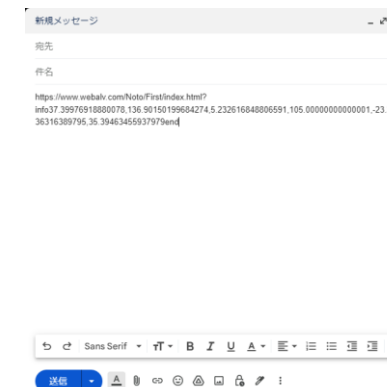 新規メッセージ
宛先
件名
https://www.webalv.com/Noto/First/index.html?
info37.39976918880078,136.90150199684274,5.232616848806591,105.00000000000001,-23.
36316389795,35.39463455937979end
Sans Serif
B I U A
送信
A